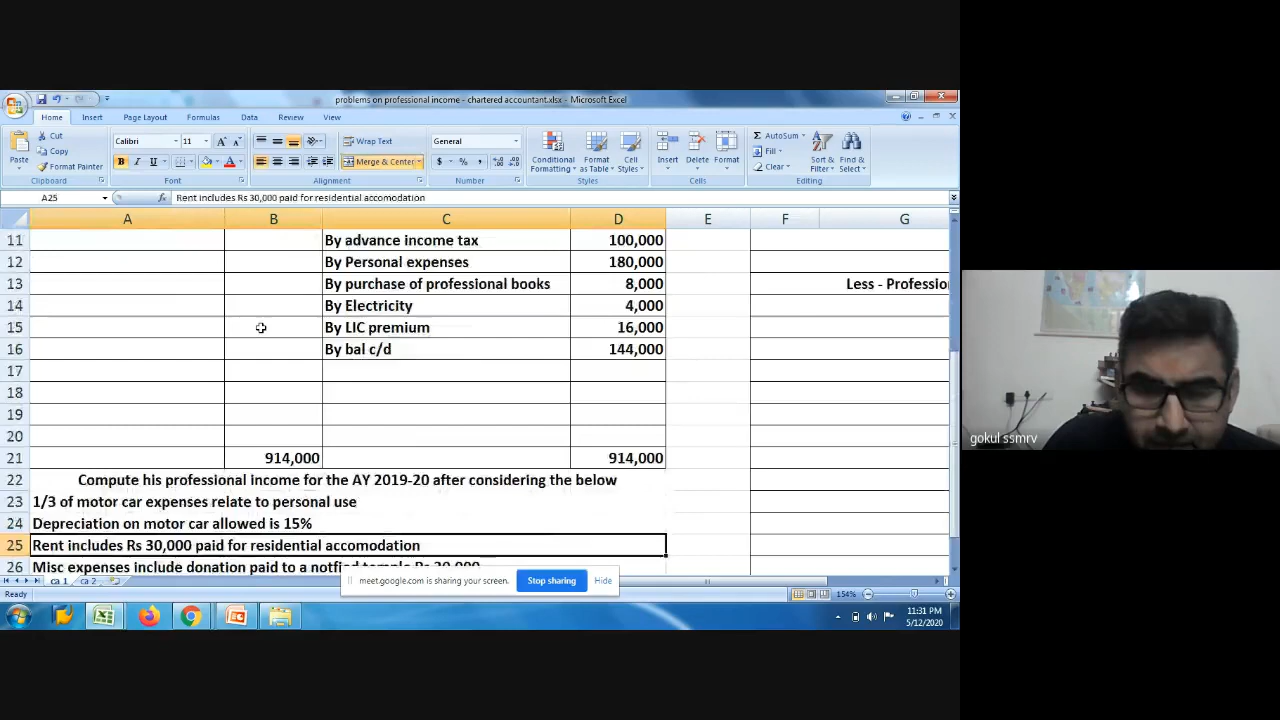 problems on professional income - chartered accountant.xlsx - Microsoft Excel
Home Insert Page Layout Formulas Data Review View
Paste
Cut
Copy
Format Painter
Calibri 11
B I U
Wrap Text
Merge & Center
General
$ % ,
Conditional Formatting
Format as Table
Cell Styles
Insert
Delete
Format
AutoSum
Fill
Clear
Sort & Filter
Find & Select
Clipboard Font Alignment Number Styles Cells Editing
A25 fx Rent includes Rs 30,000 paid for residential accomodation
A B C D E F G
11 By advance income tax 100,000
12 By Personal expenses 180,000
13 By purchase of professional books 8,000 Less - Profession
14 By Electricity 4,000
15 By LIC premium 16,000
16 By bal c/d 144,000
17
18
19
20
21 914,000 914,000
22 Compute his professional income for the AY 2019-20 after considering the below
23 1/3 of motor car expenses relate to personal use
24 Depreciation on motor car allowed is 15%
25 Rent includes Rs 30,000 paid for residential accomodation
26 Misc expenses include donation paid to a
ca 1 ca 2
meet.google.com is sharing your screen. Stop sharing Hide
Ready 154%
11:31 PM
5/12/2020
gokul ssmrv